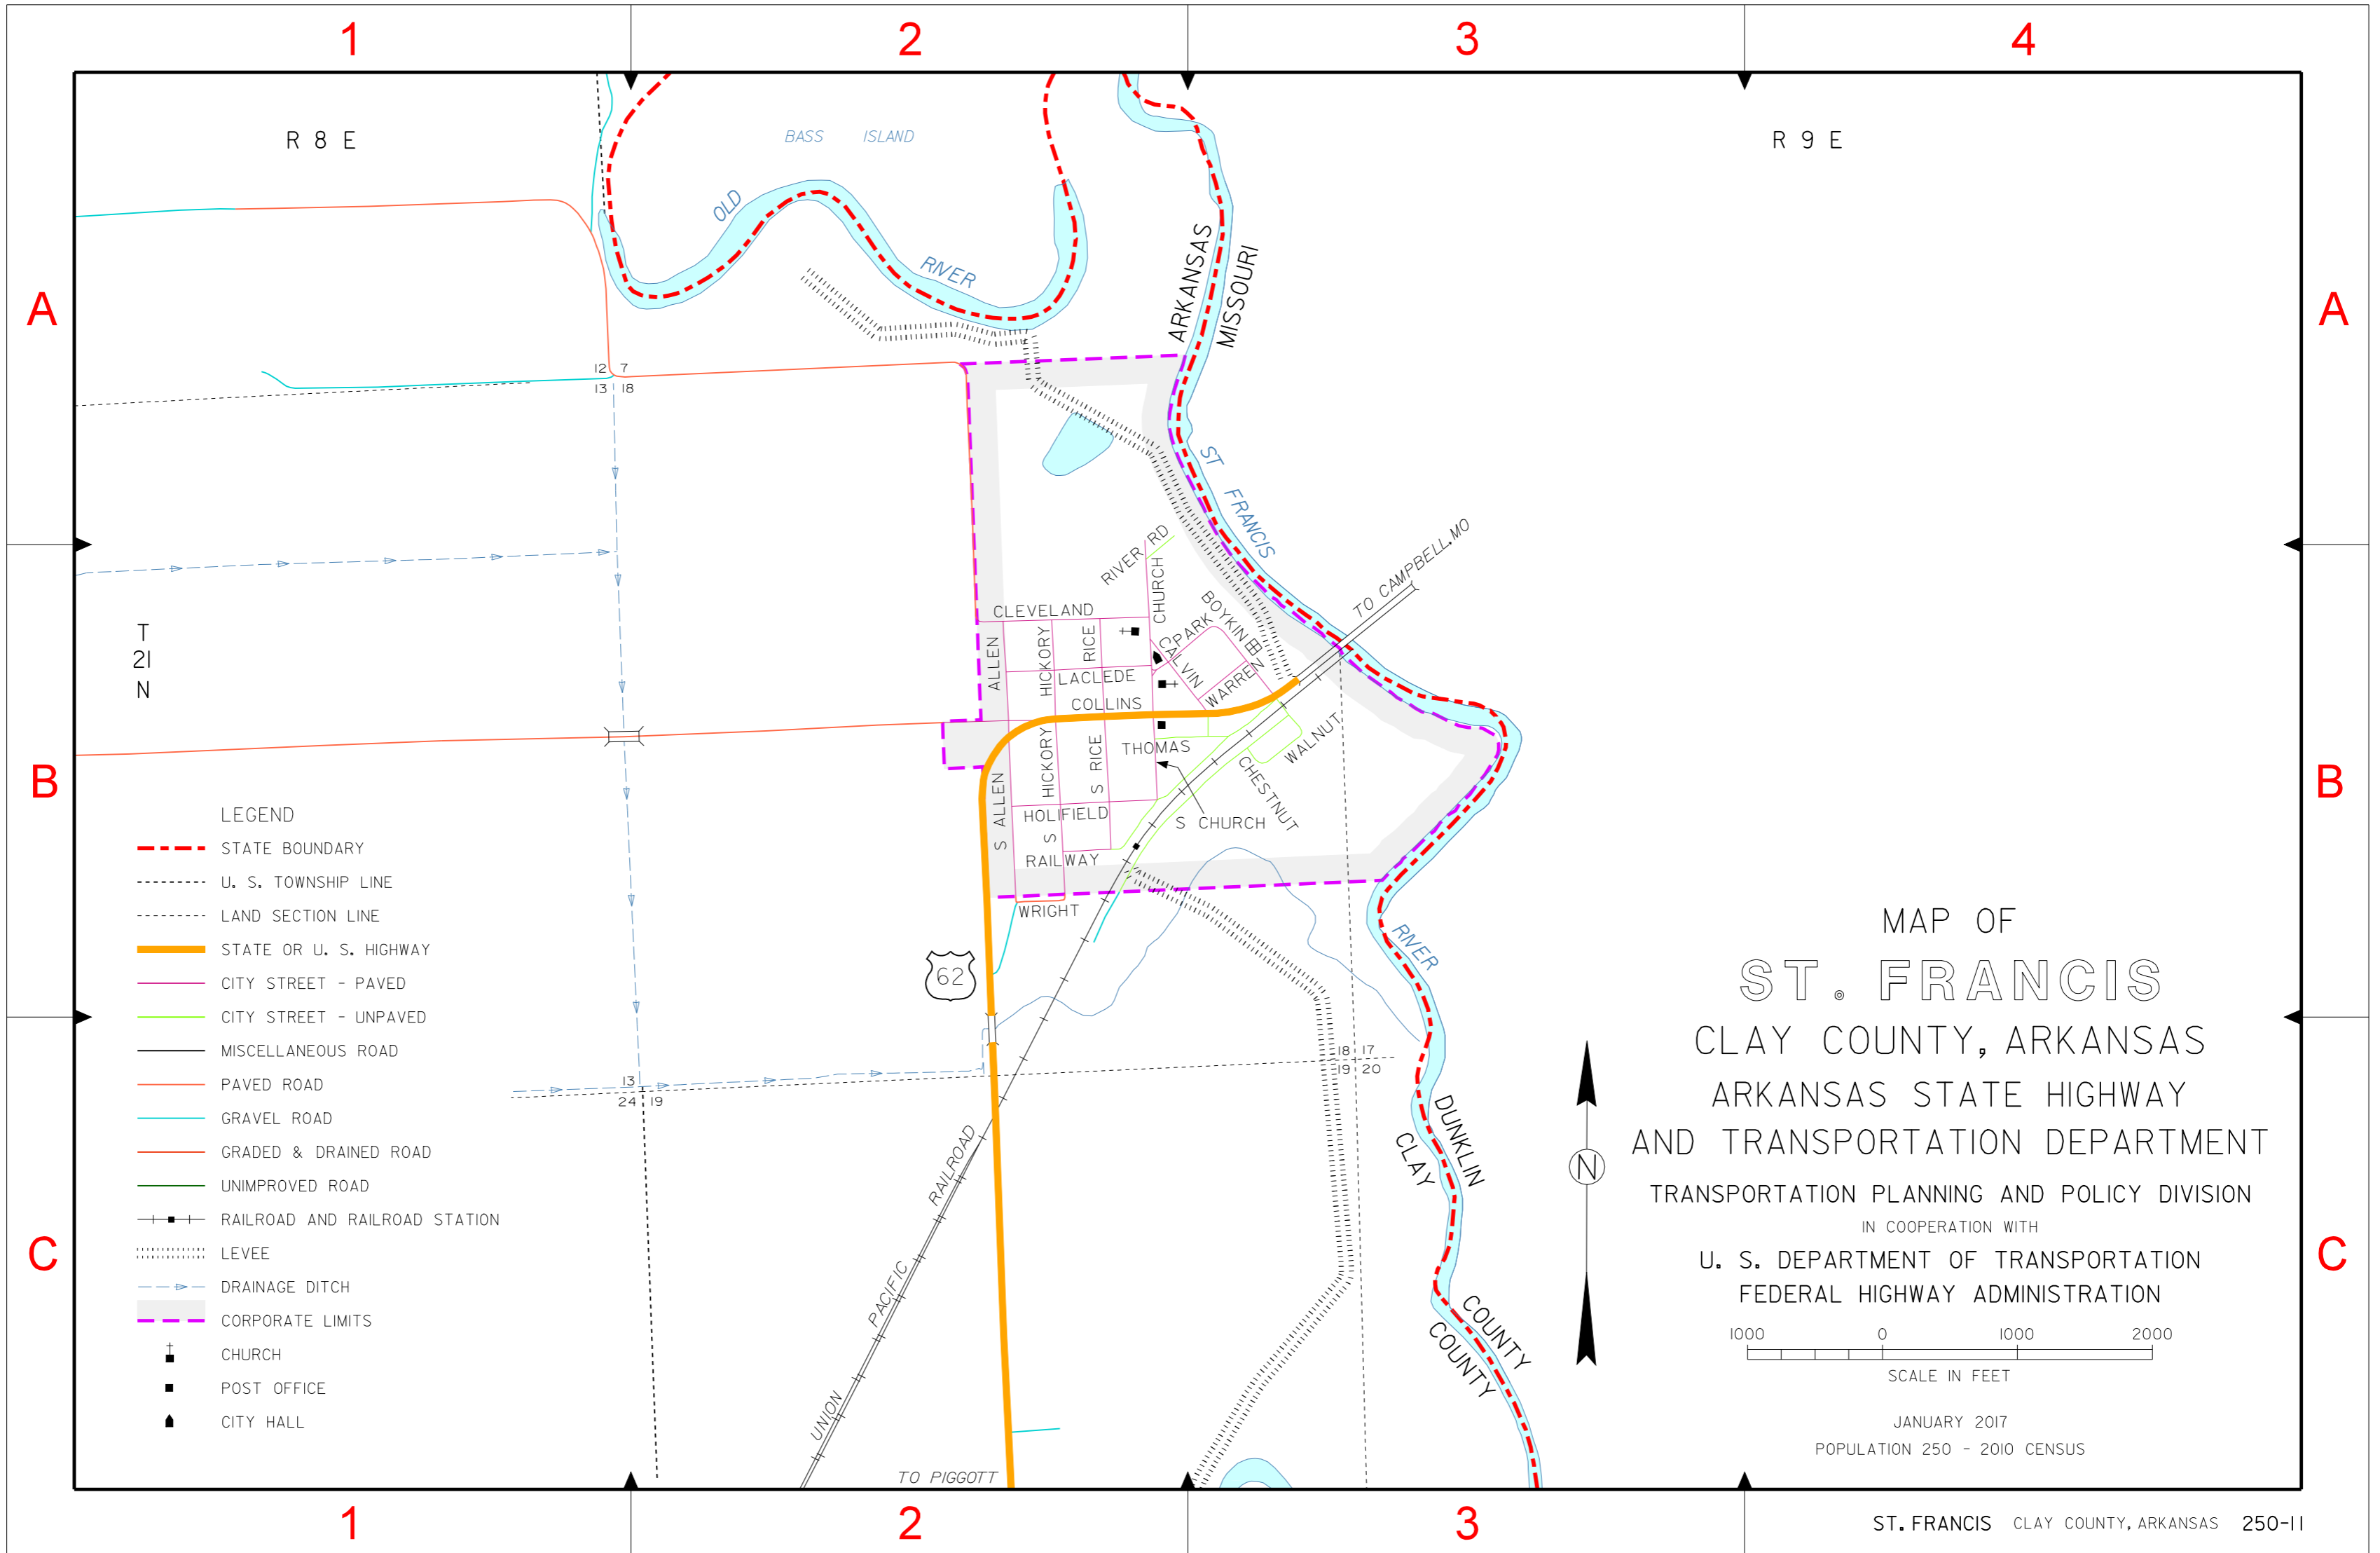 1 2 3 4
R 8 E
R 9 E
BASS ISLAND
OLD
RIVER
ARKANSAS
MISSOURI
A
A
12 7
13 18
ST
FRANCIS
TO CAMPBELL, MO
RIVER RD
CHURCH
CLEVELAND
BOYKIN
PARK
CALVIN
WARREN
ALLEN
HICKORY
RICE
LACLEDE
COLLINS
T
21
N
THOMAS
WALNUT
CHESTNUT
HICKORY
S RICE
S ALLEN
HOLIFIELD
S
S CHURCH
RAILWAY
WRIGHT
B
B
LEGEND
STATE BOUNDARY
U. S. TOWNSHIP LINE
LAND SECTION LINE
STATE OR U. S. HIGHWAY
CITY STREET - PAVED
CITY STREET - UNPAVED
MISCELLANEOUS ROAD
PAVED ROAD
GRAVEL ROAD
GRADED & DRAINED ROAD
UNIMPROVED ROAD
RAILROAD AND RAILROAD STATION
LEVEE
DRAINAGE DITCH
CORPORATE LIMITS
CHURCH
POST OFFICE
CITY HALL
62
RIVER
18 17
19 20
13
24 19
DUNKLIN
CLAY
COUNTY
COUNTY
UNION PACIFIC RAILROAD
TO PIGGOTT
C
C
N
MAP OF
ST. FRANCIS
CLAY COUNTY, ARKANSAS
ARKANSAS STATE HIGHWAY
AND TRANSPORTATION DEPARTMENT
TRANSPORTATION PLANNING AND POLICY DIVISION
IN COOPERATION WITH
U. S. DEPARTMENT OF TRANSPORTATION
FEDERAL HIGHWAY ADMINISTRATION
1000 0 1000 2000
SCALE IN FEET
JANUARY 2017
POPULATION 250 - 2010 CENSUS
1 2 3
ST. FRANCIS CLAY COUNTY, ARKANSAS 250-11